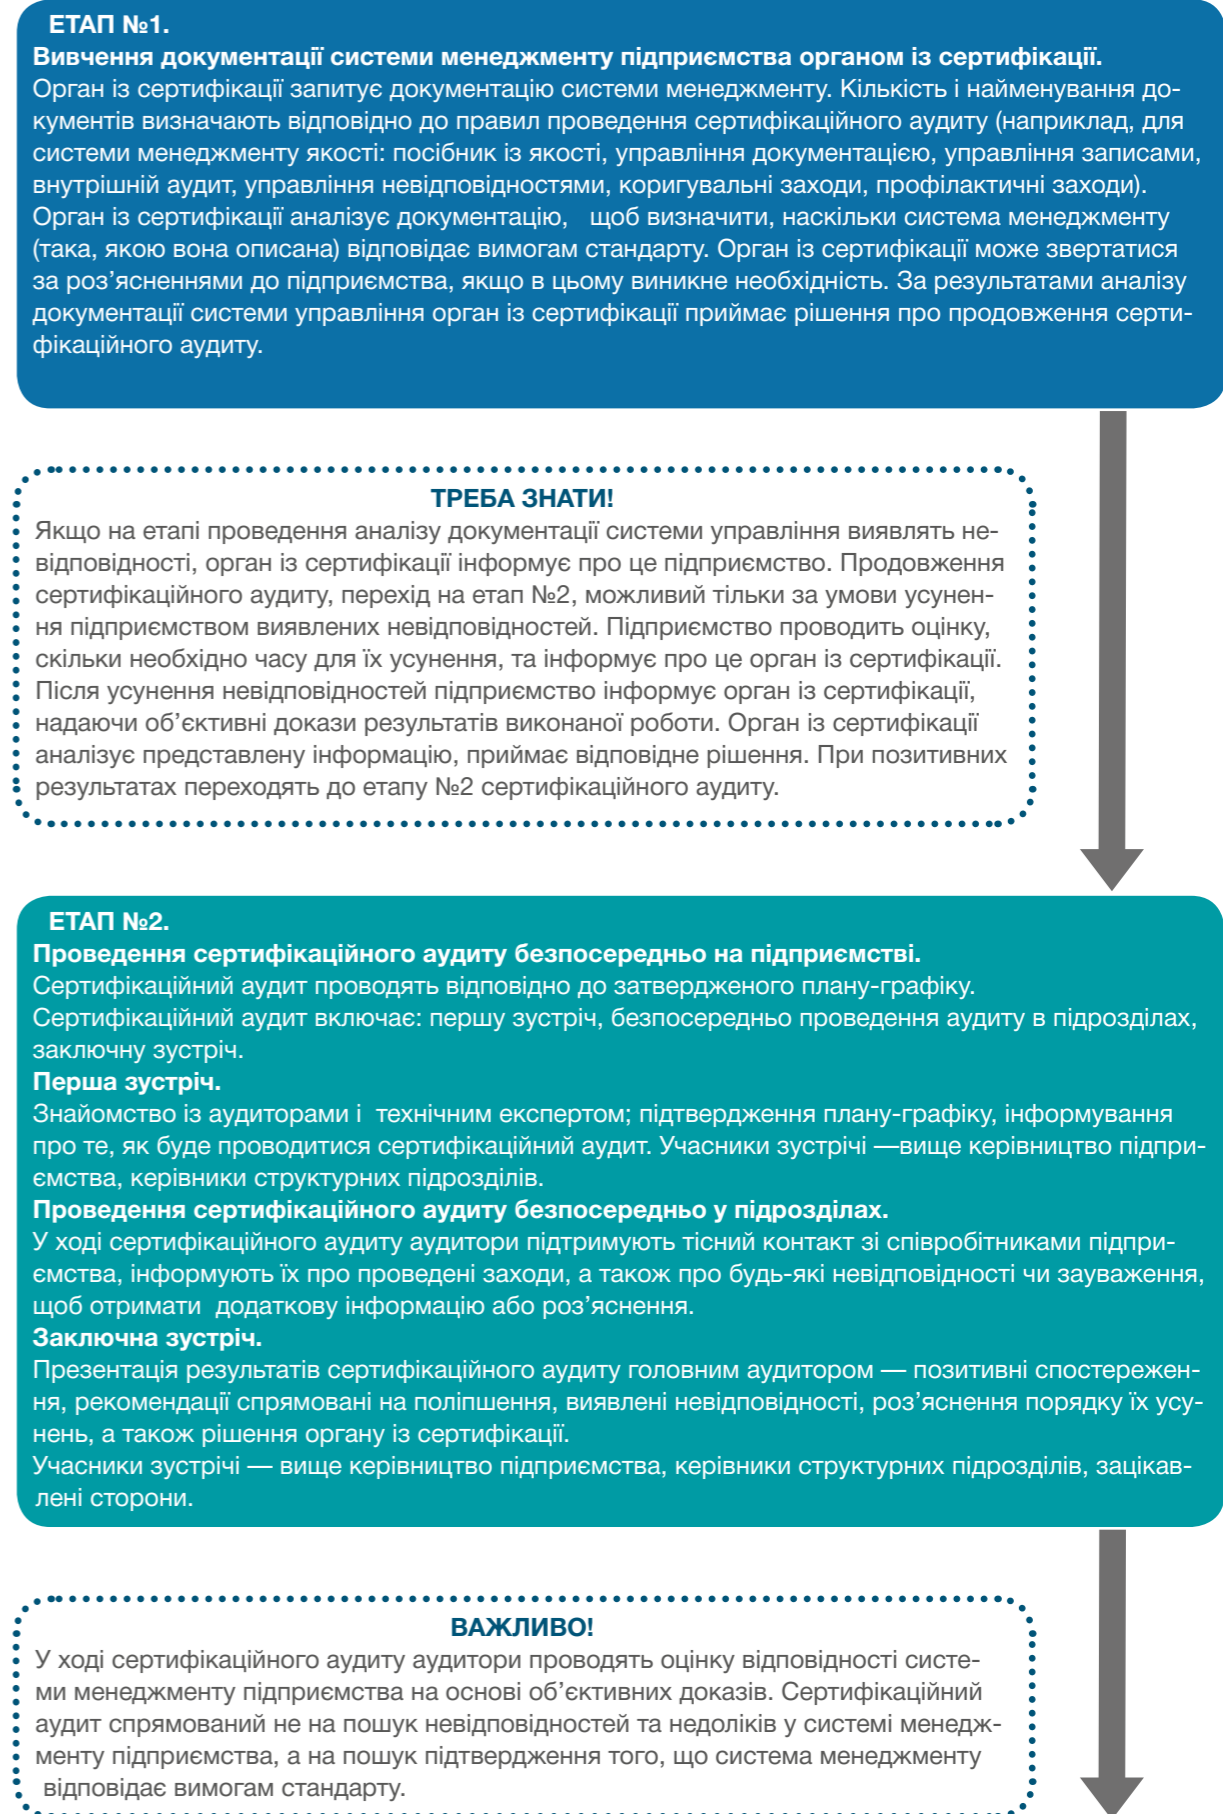 ЕТАП №1.
Вивчення документації системи менеджменту підприємства органом із сертифікації.
Орган із сертифікації запитує документацію системи менеджменту. Кількість і найменування до-
кументів визначають відповідно до правил проведення сертифікаційного аудиту (наприклад, для
системи менеджменту якості: посібник із якості, управління документацією, управління записами,
внутрішній аудит, управління невідповідностями, коригувальні заходи, профілактичні заходи).
Орган із сертифікації аналізує документацію, щоб визначити, наскільки система менеджменту
(така, якою вона описана) відповідає вимогам стандарту. Орган із сертифікації може звертатися
за роз’ясненнями до підприємства, якщо в цьому виникне необхідність. За результатами аналізу
документації системи управління орган із сертифікації приймає рішення про продовження серти-
фікаційного аудиту.
ТРЕБА ЗНАТИ!
Якщо на етапі проведення аналізу документації системи управління виявлять не-
відповідності, орган із сертифікації інформує про це підприємство. Продовження
сертифікаційного аудиту, перехід на етап №2, можливий тільки за умови усунен-
ня підприємством виявлених невідповідностей. Підприємство проводить оцінку,
скільки необхідно часу для їх усунення, та інформує про це орган із сертифікації.
Після усунення невідповідностей підприємство інформує орган із сертифікації,
надаючи об’єктивні докази результатів виконаної роботи. Орган із сертифікації
аналізує представлену інформацію, приймає відповідне рішення. При позитивних
результатах переходять до етапу №2 сертифікаційного аудиту.
ЕТАП №2.
Проведення сертифікаційного аудиту безпосередньо на підприємстві.
Сертифікаційний аудит проводять відповідно до затвердженого плану-графіку.
Сертифікаційний аудит включає: першу зустріч, безпосередньо проведення аудиту в підрозділах,
заключну зустріч.
Перша зустріч.
Знайомство із аудиторами і технічним експертом; підтвердження плану-графіку, інформування
про те, як буде проводитися сертифікаційний аудит. Учасники зустрічі —вище керівництво підпри-
ємства, керівники структурних підрозділів.
Проведення сертифікаційного аудиту безпосередньо у підрозділах.
У ході сертифікаційного аудиту аудитори підтримують тісний контакт зі співробітниками підпри-
ємства, інформують їх про проведені заходи, а також про будь-які невідповідності чи зауваження,
щоб отримати додаткову інформацію або роз’яснення.
Заключна зустріч.
Презентація результатів сертифікаційного аудиту головним аудитором — позитивні спостережен-
ня, рекомендації спрямовані на поліпшення, виявлені невідповідності, роз’яснення порядку їх усу-
нень, а також рішення органу із сертифікації.
Учасники зустрічі — вище керівництво підприємства, керівники структурних підрозділів, зацікав-
лені сторони.
ВАЖЛИВО!
У ході сертифікаційного аудиту аудитори проводять оцінку відповідності систе-
ми менеджменту підприємства на основі об’єктивних доказів. Сертифікаційний
аудит спрямований не на пошук невідповідностей та недоліків у системі менедж-
менту підприємства, а на пошук підтвердження того, що система менеджменту
відповідає вимогам стандарту.